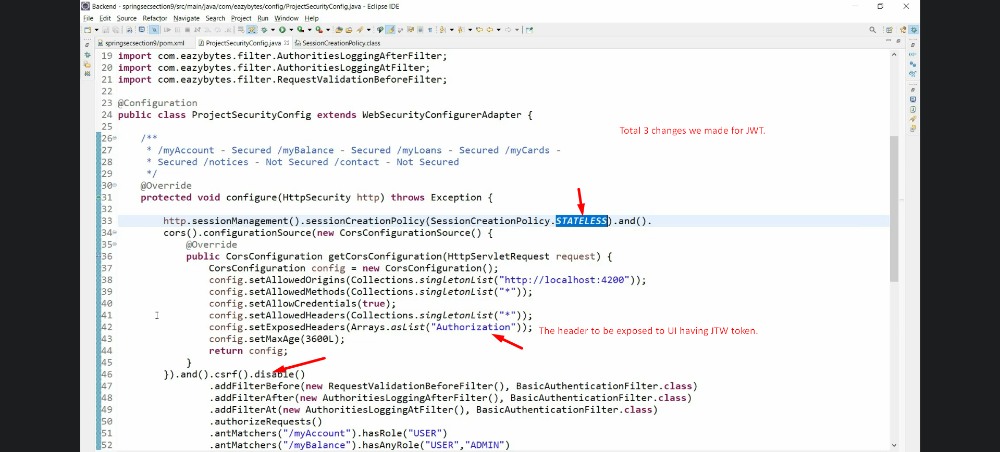 Backend - springsecsection9/src/main/java/com/eazybytes/config/ProjectSecurityConfig.java - Eclipse IDE
File Edit Source Refactor Navigate Search Project Run Window Help
springsecsection9/pom.xml ProjectSecurityConfig.java SessionCreationPolicy.class
19 import com.eazybytes.filter.AuthoritiesLoggingAfterFilter;
20 import com.eazybytes.filter.AuthoritiesLoggingAtFilter;
21 import com.eazybytes.filter.RequestValidationBeforeFilter;
22
23 @Configuration
24 public class ProjectSecurityConfig extends WebSecurityConfigurerAdapter {
25
Total 3 changes we made for JWT.
26 /**
27 * /myAccount - Secured /myBalance - Secured /myLoans - Secured /myCards -
28 * Secured /notices - Not Secured /contact - Not Secured
29 */
30 @Override
31 protected void configure(HttpSecurity http) throws Exception {
32
33 http.sessionManagement().sessionCreationPolicy(SessionCreationPolicy.STATELESS).and().
34 cors().configurationSource(new CorsConfigurationSource() {
35 @Override
36 public CorsConfiguration getCorsConfiguration(HttpServletRequest request) {
37 CorsConfiguration config = new CorsConfiguration();
38 config.setAllowedOrigins(Collections.singletonList("http://localhost:4200"));
39 config.setAllowedMethods(Collections.singletonList("*"));
40 config.setAllowCredentials(true);
41 config.setAllowedHeaders(Collections.singletonList("*"));
42 config.setExposedHeaders(Arrays.asList("Authorization")); The header to be exposed to UI having JTW token.
43 config.setMaxAge(3600L);
44 return config;
45 }
46 }).and().csrf().disable()
47 .addFilterBefore(new RequestValidationBeforeFilter(), BasicAuthenticationFilter.class)
48 .addFilterAfter(new AuthoritiesLoggingAfterFilter(), BasicAuthenticationFilter.class)
49 .addFilterAt(new AuthoritiesLoggingAtFilter(), BasicAuthenticationFilter.class)
50 .authorizeRequests()
51 .antMatchers("/myAccount").hasRole("USER")
52 .antMatchers("/myBalance").hasAnyRole("USER","ADMIN")